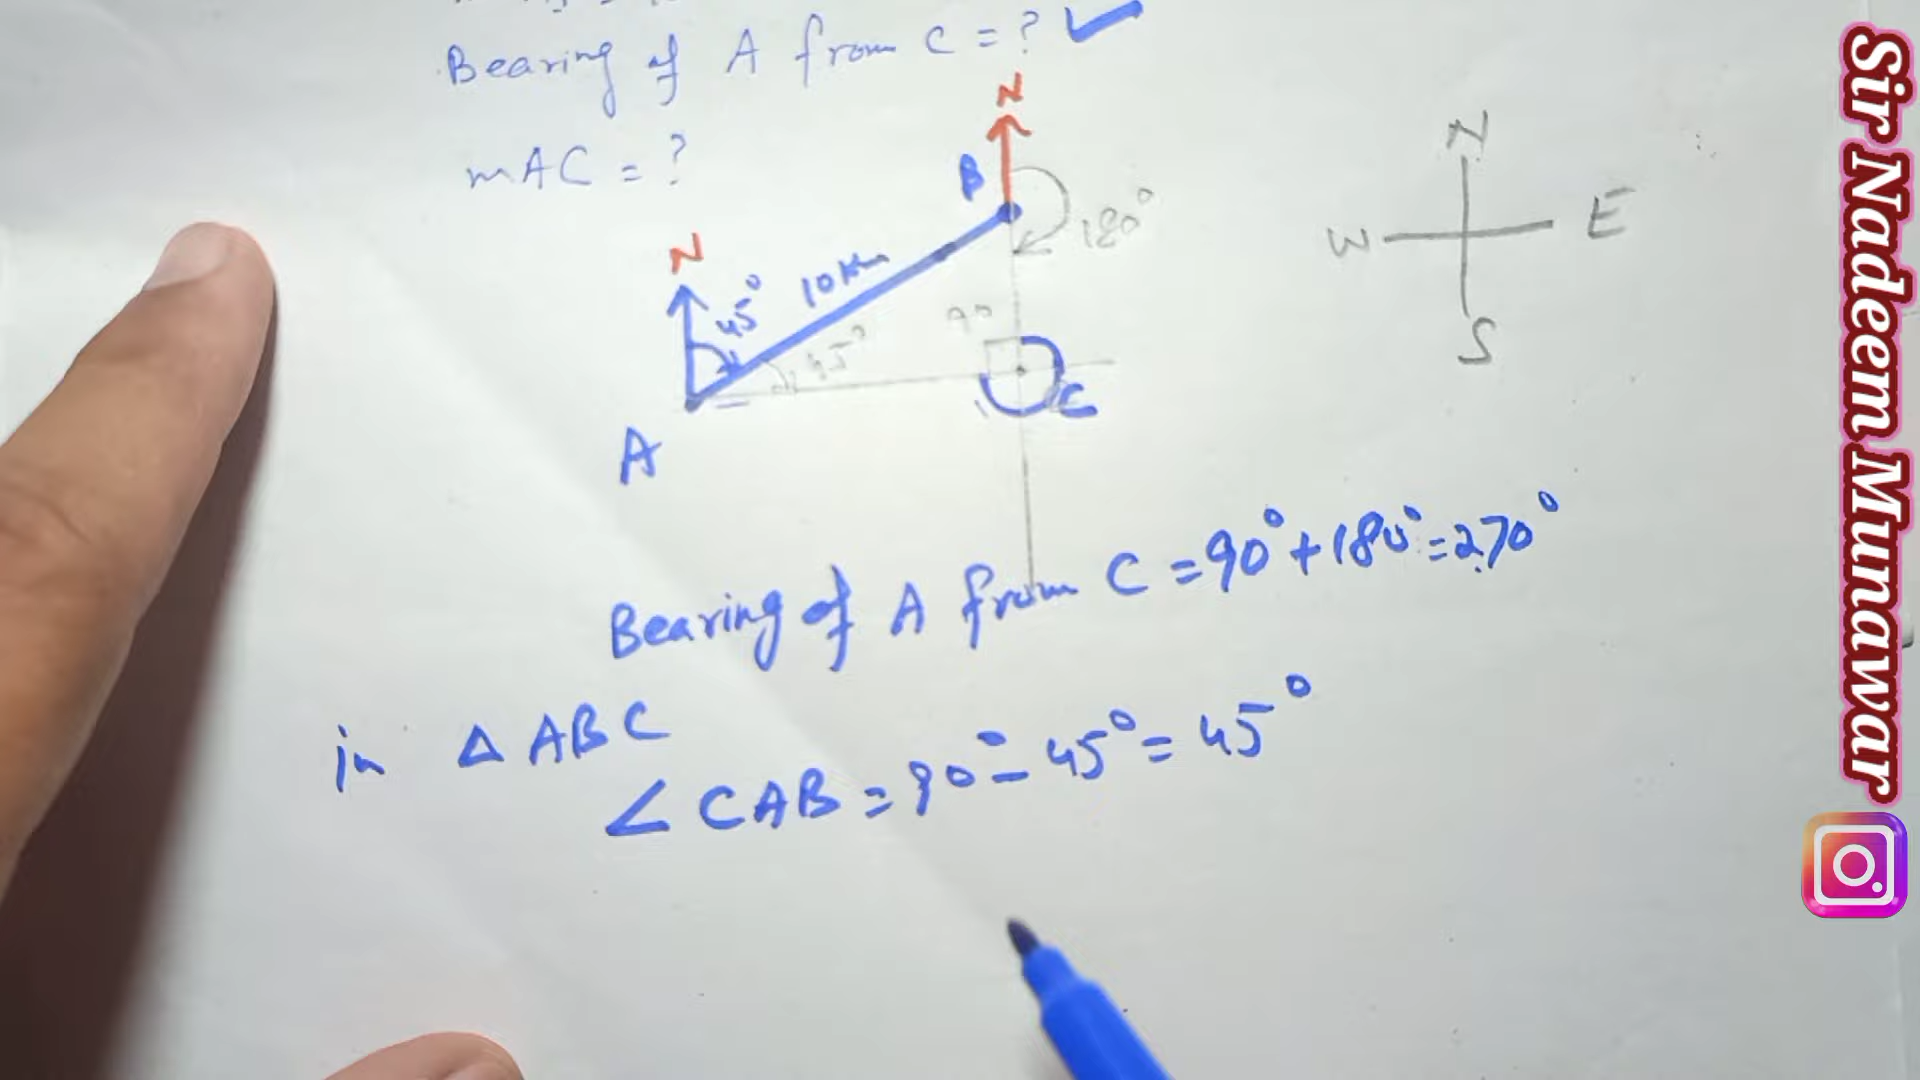 Bearing of A from C = ?
mAC = ?
N
B
180°
N
45°
10 Km
45°
90
C
A
N
W
E
S
Bearing of A from C = 90° + 180° = 270°
in △ ABC
∠ CAB = 90° - 45° = 45°
Sir Nadeem Munawar